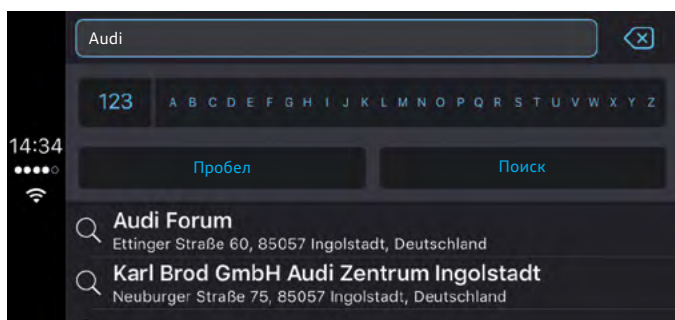 Audi
123 A B C D E F G H I J K L M N O P Q R S T U V W X Y Z
14:34
Пробел Поиск
Audi Forum
Ettinger Straße 60, 85057 Ingolstadt, Deutschland
Karl Brod GmbH Audi Zentrum Ingolstadt
Neuburger Straße 75, 85057 Ingolstadt, Deutschland